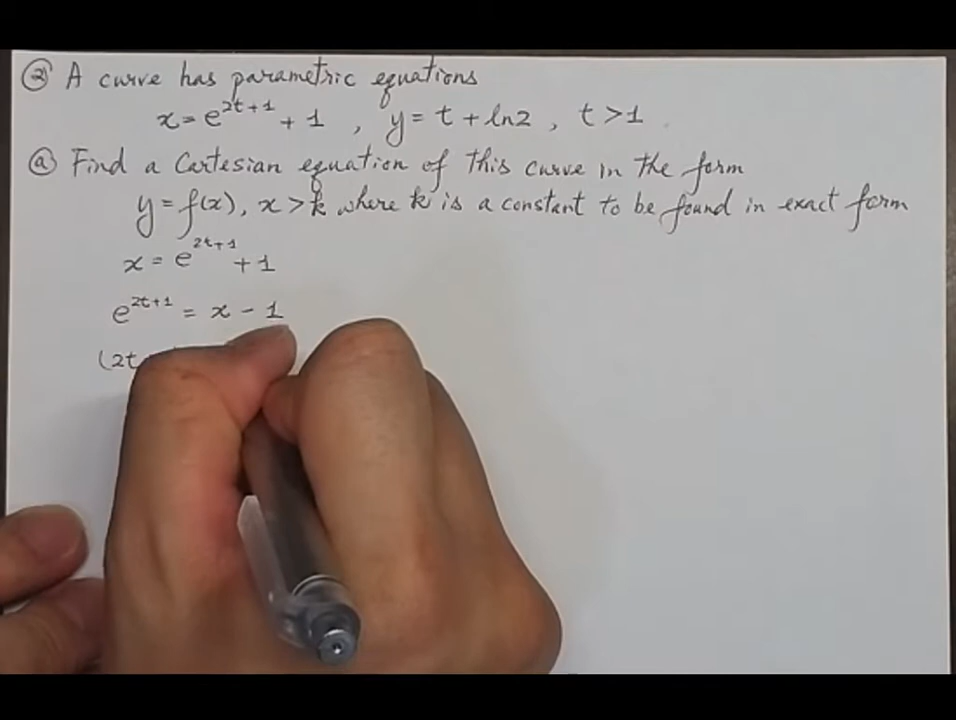 ② A curve has parametric equations
x = e^{2t+1} + 1 , y = t + ln2 , t > 1
ⓐ Find a Cartesian equation of this curve in the form
y = f(x), x > k where k is a constant to be found in exact form
x = e^{2t+1} + 1
e^{2t+1} = x - 1
(2t